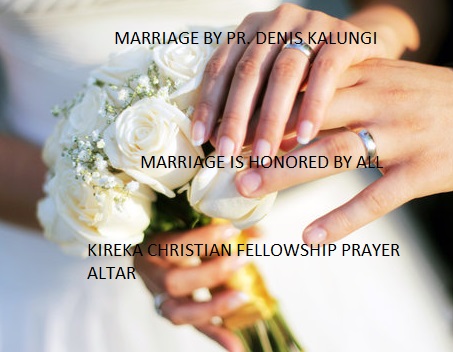 MARRIAGE BY PR. DENIS KALUNGI
MARRIAGE IS HONORED BY ALL
KIREKA CHRISTIAN FELLOWSHIP PRAYER
ALTAR